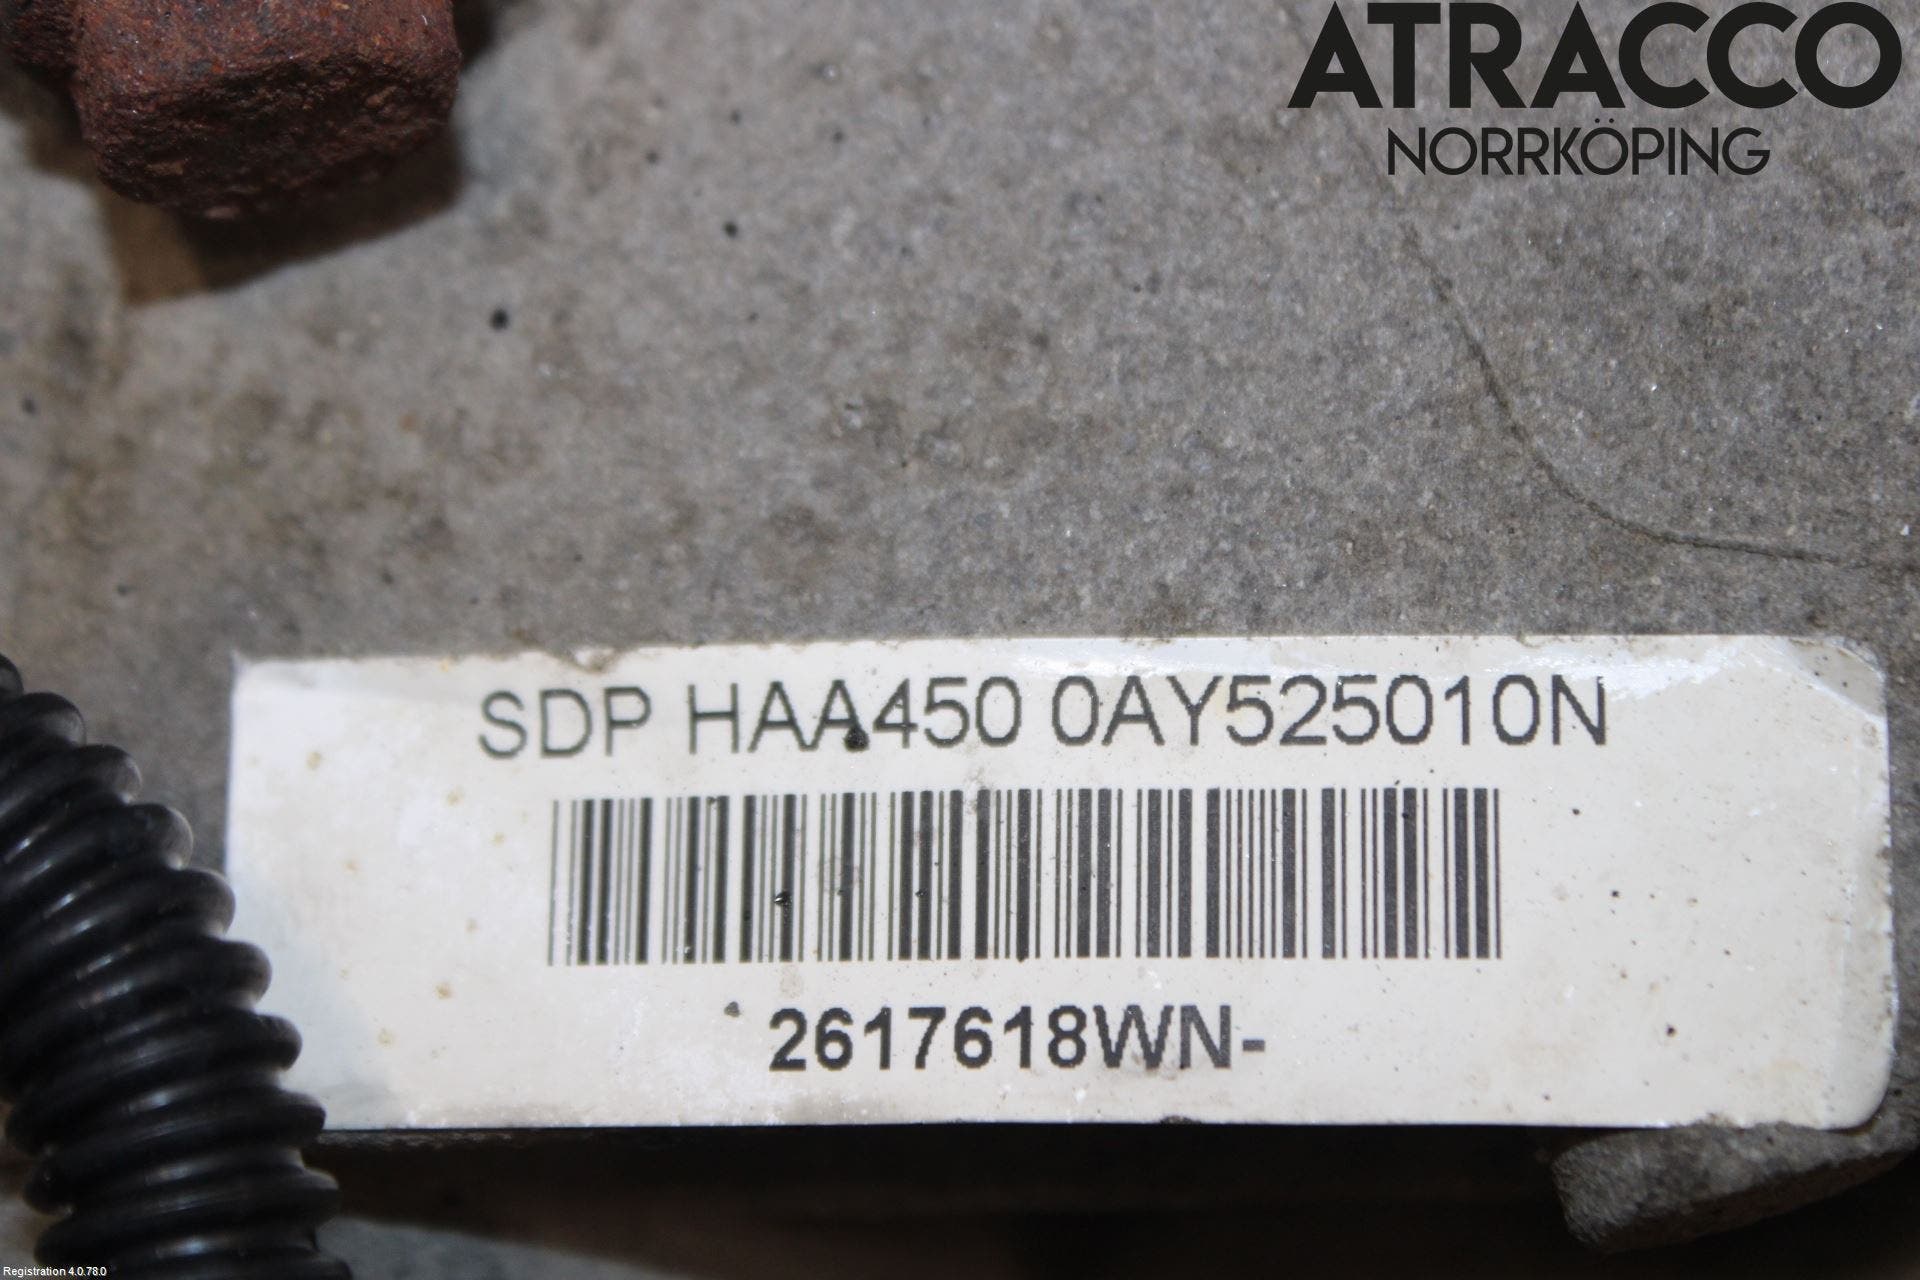 ATRACCO
NORRKÖPING
SDP HAA450 0AY525010N
2617618WN-
Registration 4.0.78.0